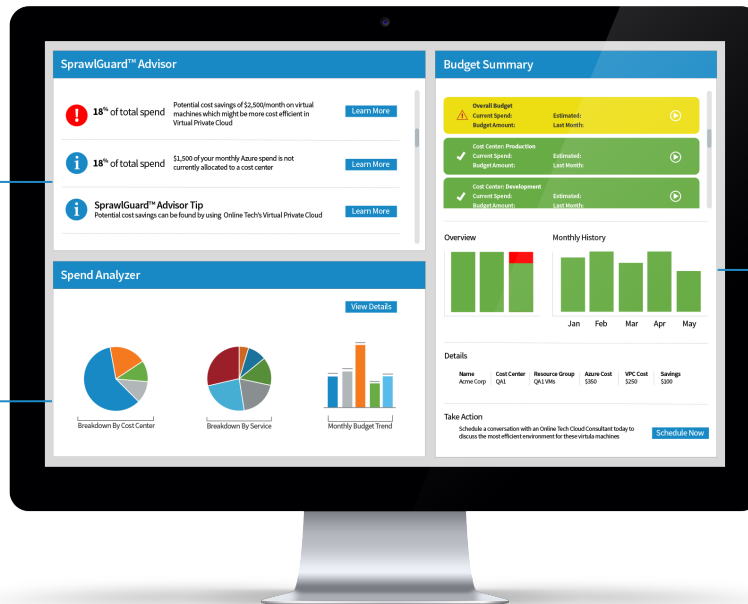 SprawlGuard™ Advisor
18% of total spend
Potential cost savings of $2,500/month on virtual
machines which might be more cost efficient in
Virtual Private Cloud
Learn More
18% of total spend
$1,500 of your monthly Azure spend is not
currently allocated to a cost center
Learn More
SprawlGuard™ Advisor Tip
Potential cost savings can be found by using Online Tech's Virtual Private Cloud
Learn More
Spend Analyzer
View Details
Breakdown By Cost Center
Breakdown By Service
Monthly Budget Trend
Budget Summary
Overall Budget
Current Spend: Estimated:
Budget Amount: Last Month:
Cost Center: Production
Current Spend: Estimated:
Budget Amount: Last Month:
Cost Center: Development
Current Spend: Estimated:
Budget Amount: Last Month:
Overview
Monthly History
Jan Feb Mar Apr May
Details
Name Cost Center Resource Group Azure Cost VPC Cost Savings
Acme Corp QA1 QA1 VMs $350 $250 $100
Take Action
Schedule a conversation with an Online Tech Cloud Consultant today to
discuss the most efficient environment for these virtula machines
Schedule Now